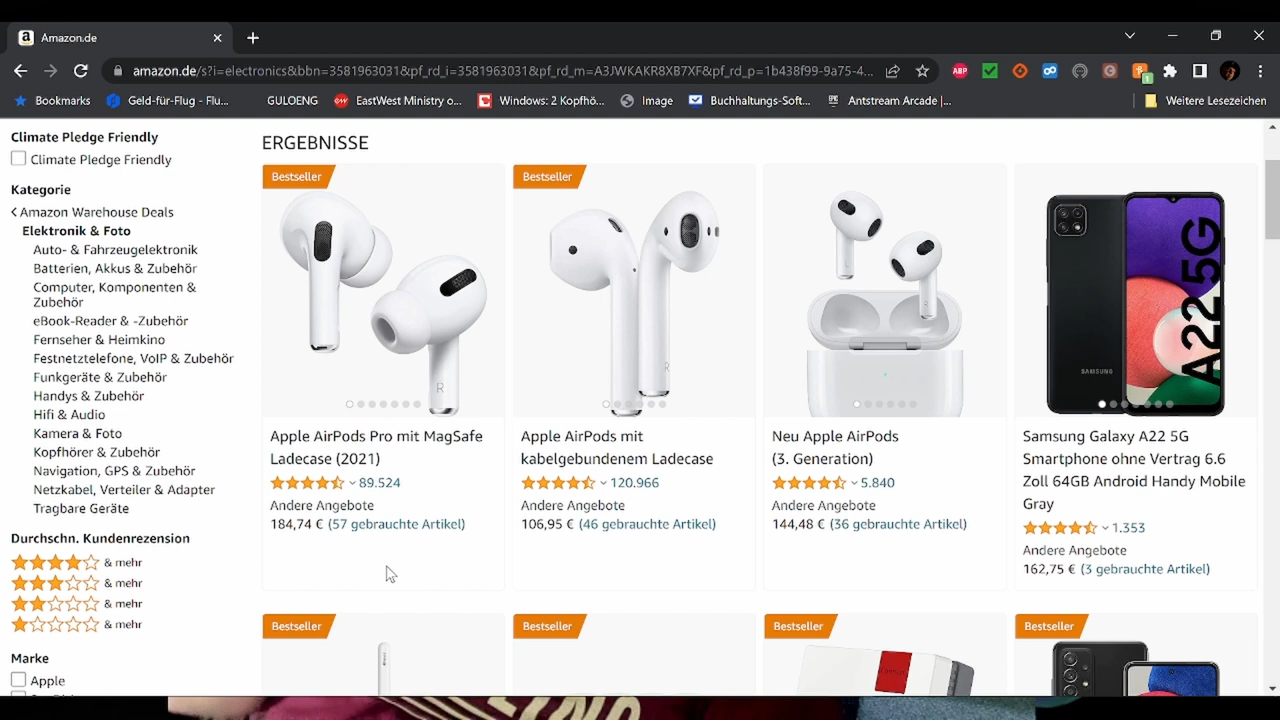 Amazon.de
amazon.de/s?i=electronics&bbn=3581963031&pf_rd_i=3581963031&pf_rd_m=A3JWKAKR8XB7XF&pf_rd_p=1b438f99-9a75-4...
ABP
1
Bookmarks
Geld-für-Flug - Flu...
GULOENG
EastWest Ministry o...
Windows: 2 Kopfhö...
Image
Buchhaltungs-Soft...
Antstream Arcade |...
Weitere Lesezeichen
Climate Pledge Friendly
Climate Pledge Friendly
Kategorie
Amazon Warehouse Deals
Elektronik & Foto
Auto- & Fahrzeugelektronik
Batterien, Akkus & Zubehör
Computer, Komponenten &
Zubehör
eBook-Reader & -Zubehör
Fernseher & Heimkino
Festnetztelefone, VoIP & Zubehör
Funkgeräte & Zubehör
Handys & Zubehör
Hifi & Audio
Kamera & Foto
Kopfhörer & Zubehör
Navigation, GPS & Zubehör
Netzkabel, Verteiler & Adapter
Tragbare Geräte
Durchschn. Kundenrezension
& mehr
& mehr
& mehr
& mehr
Marke
Apple
ERGEBNISSE
Bestseller
R
Apple AirPods Pro mit MagSafe
Ladecase (2021)
89.524
Andere Angebote
184,74 € (57 gebrauchte Artikel)
Bestseller
Apple AirPods mit
kabelgebundenem Ladecase
120.966
Andere Angebote
106,95 € (46 gebrauchte Artikel)
Neu Apple AirPods
(3. Generation)
5.840
Andere Angebote
144,48 € (36 gebrauchte Artikel)
SAMSUNG
A22 5G
Samsung Galaxy A22 5G
Smartphone ohne Vertrag 6.6
Zoll 64GB Android Handy Mobile
Gray
1.353
Andere Angebote
162,75 € (3 gebrauchte Artikel)
Bestseller
Bestseller
Bestseller
Bestseller